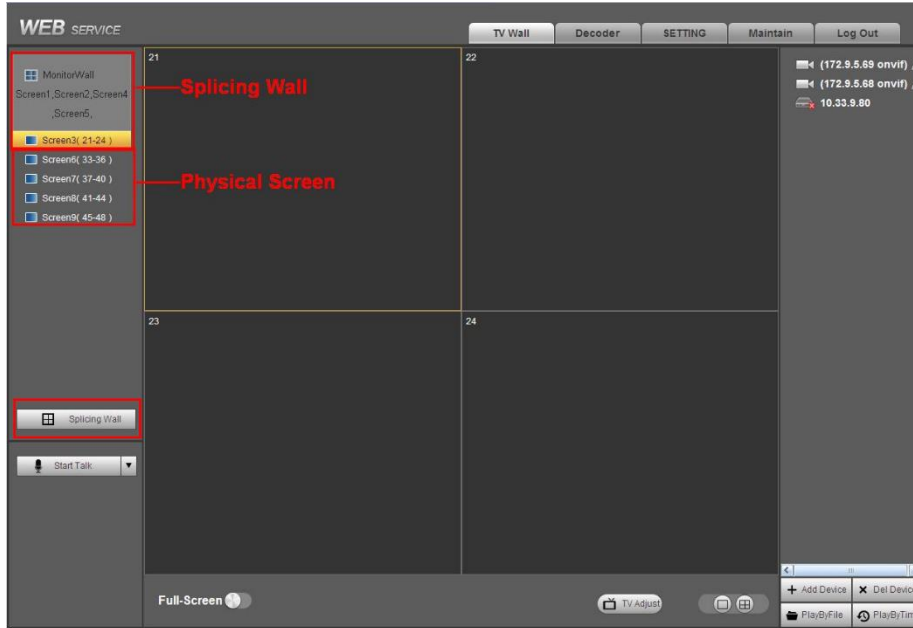 WEB SERVICE
TV Wall
Decoder
SETTING
Maintain
Log Out
MonitorWall
Screen1,Screen2,Screen4
,Screen5,
Screen3( 21-24 )
Screen6( 33-36 )
Screen7( 37-40 )
Screen8( 41-44 )
Screen9( 45-48 )
Splicing Wall
Physical Screen
21
22
23
24
(172.9.5.69 onvif)
(172.9.5.68 onvif)
10.33.9.80
Splicing Wall
Start Talk
Full-Screen
TV Adjust
Add Device
Del Device
PlayByFile
PlayByTim